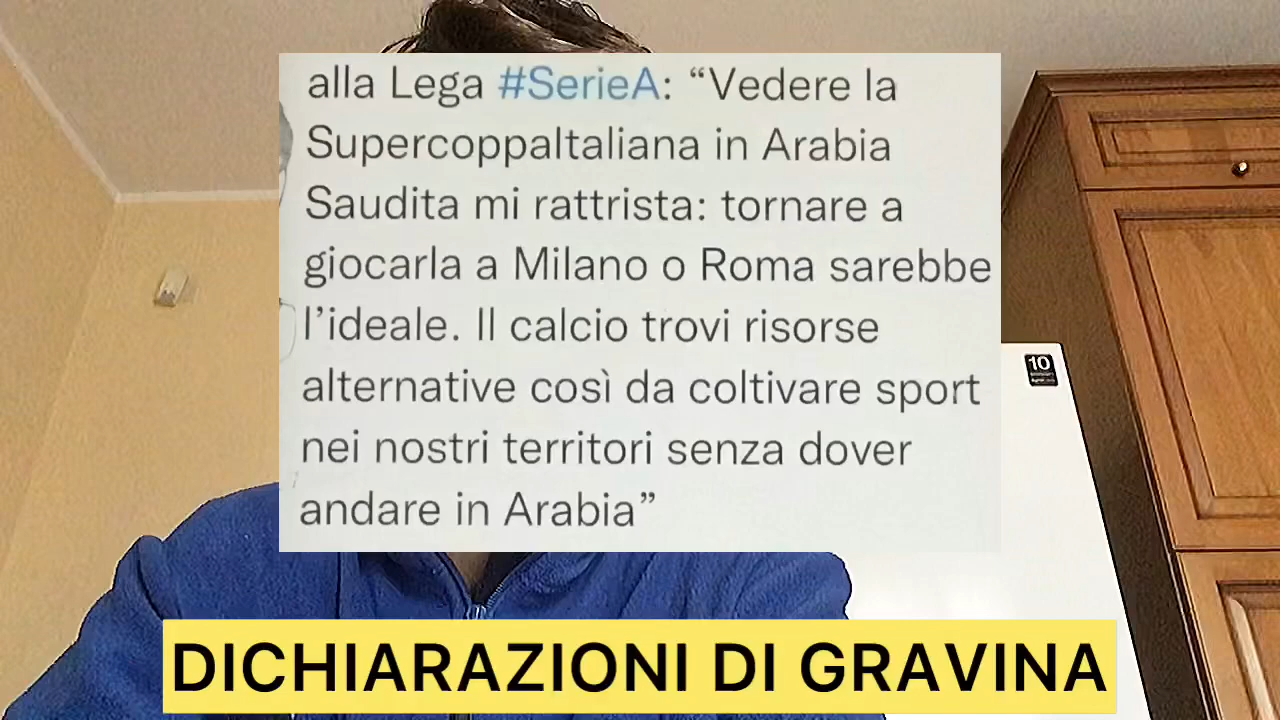 alla Lega #SerieA: “Vedere la
SupercoppaItaliana in Arabia
Saudita mi rattrista: tornare a
giocarla a Milano o Roma sarebbe
l’ideale. Il calcio trovi risorse
alternative così da coltivare sport
nei nostri territori senza dover
andare in Arabia”
10
DICHIARAZIONI DI GRAVINA